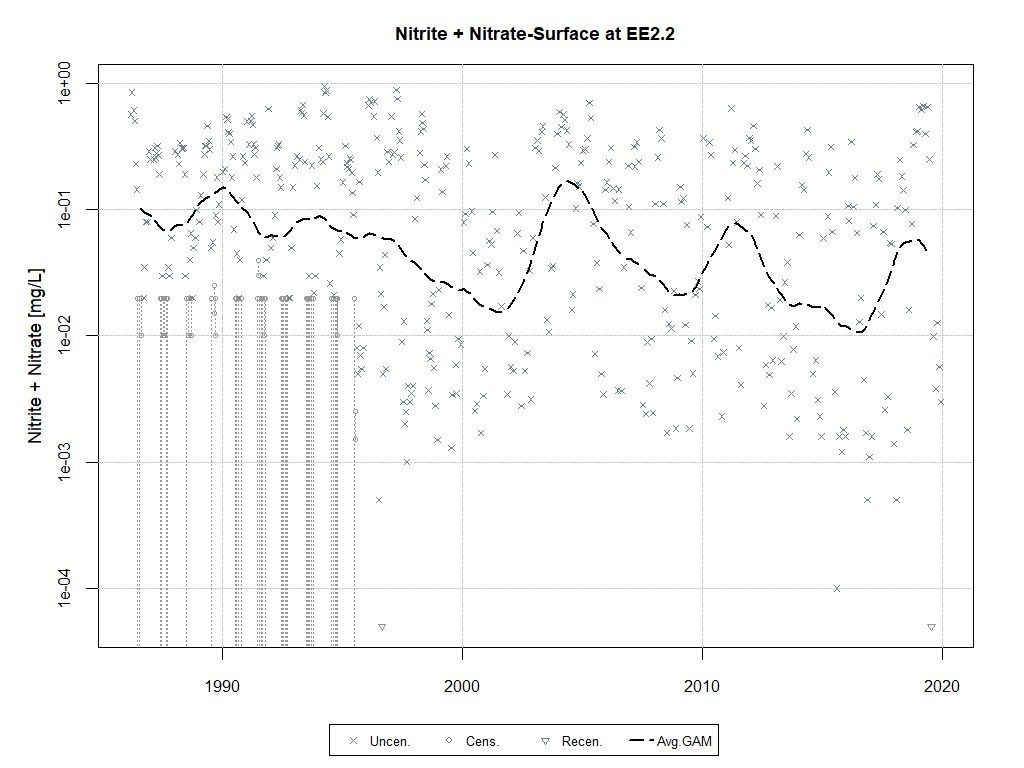 Nitrite + Nitrate-Surface at EE2.2
Nitrite + Nitrate [mg/L]
1e+00
1e-01
1e-02
1e-03
1e-04
1990 2000 2010 2020
Uncen. Cens. Recen. Avg.GAM